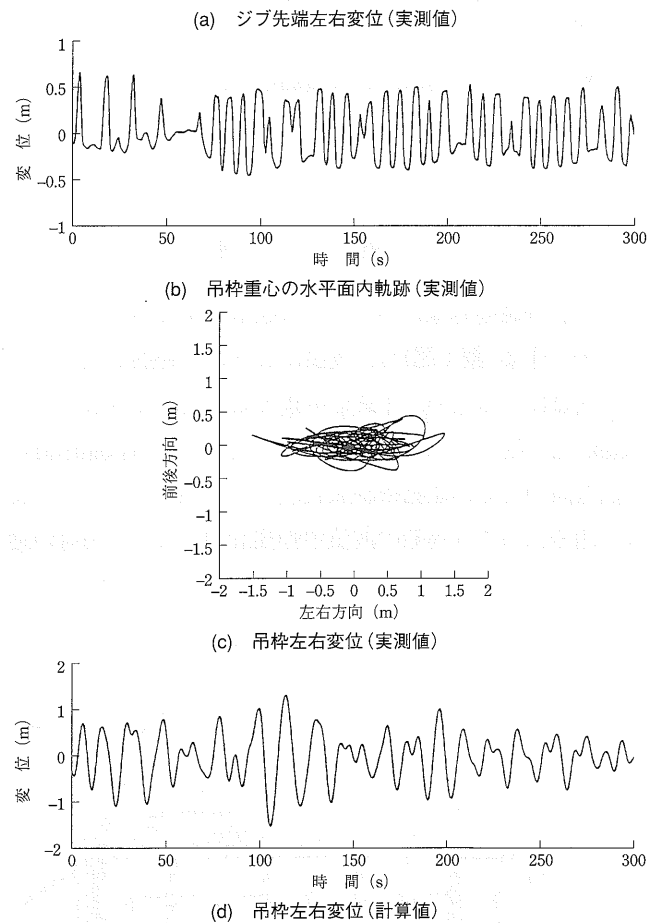 (a) ジブ先端左右変位(実測値)
1
0.5
0
-0.5
-1
変 位 (m)
0 50 100 150 200 250 300
時 間 (s)
(b) 吊枠重心の水平面内軌跡(実測値)
2
1.5
1
0.5
0
-0.5
-1
-1.5
-2
前後方向 (m)
-2 -1.5 -1 -0.5 0 0.5 1 1.5 2
左右方向 (m)
(c) 吊枠左右変位(実測値)
2
1
0
-1
-2
変 位 (m)
0 50 100 150 200 250 300
時 間 (s)
(d) 吊枠左右変位(計算値)